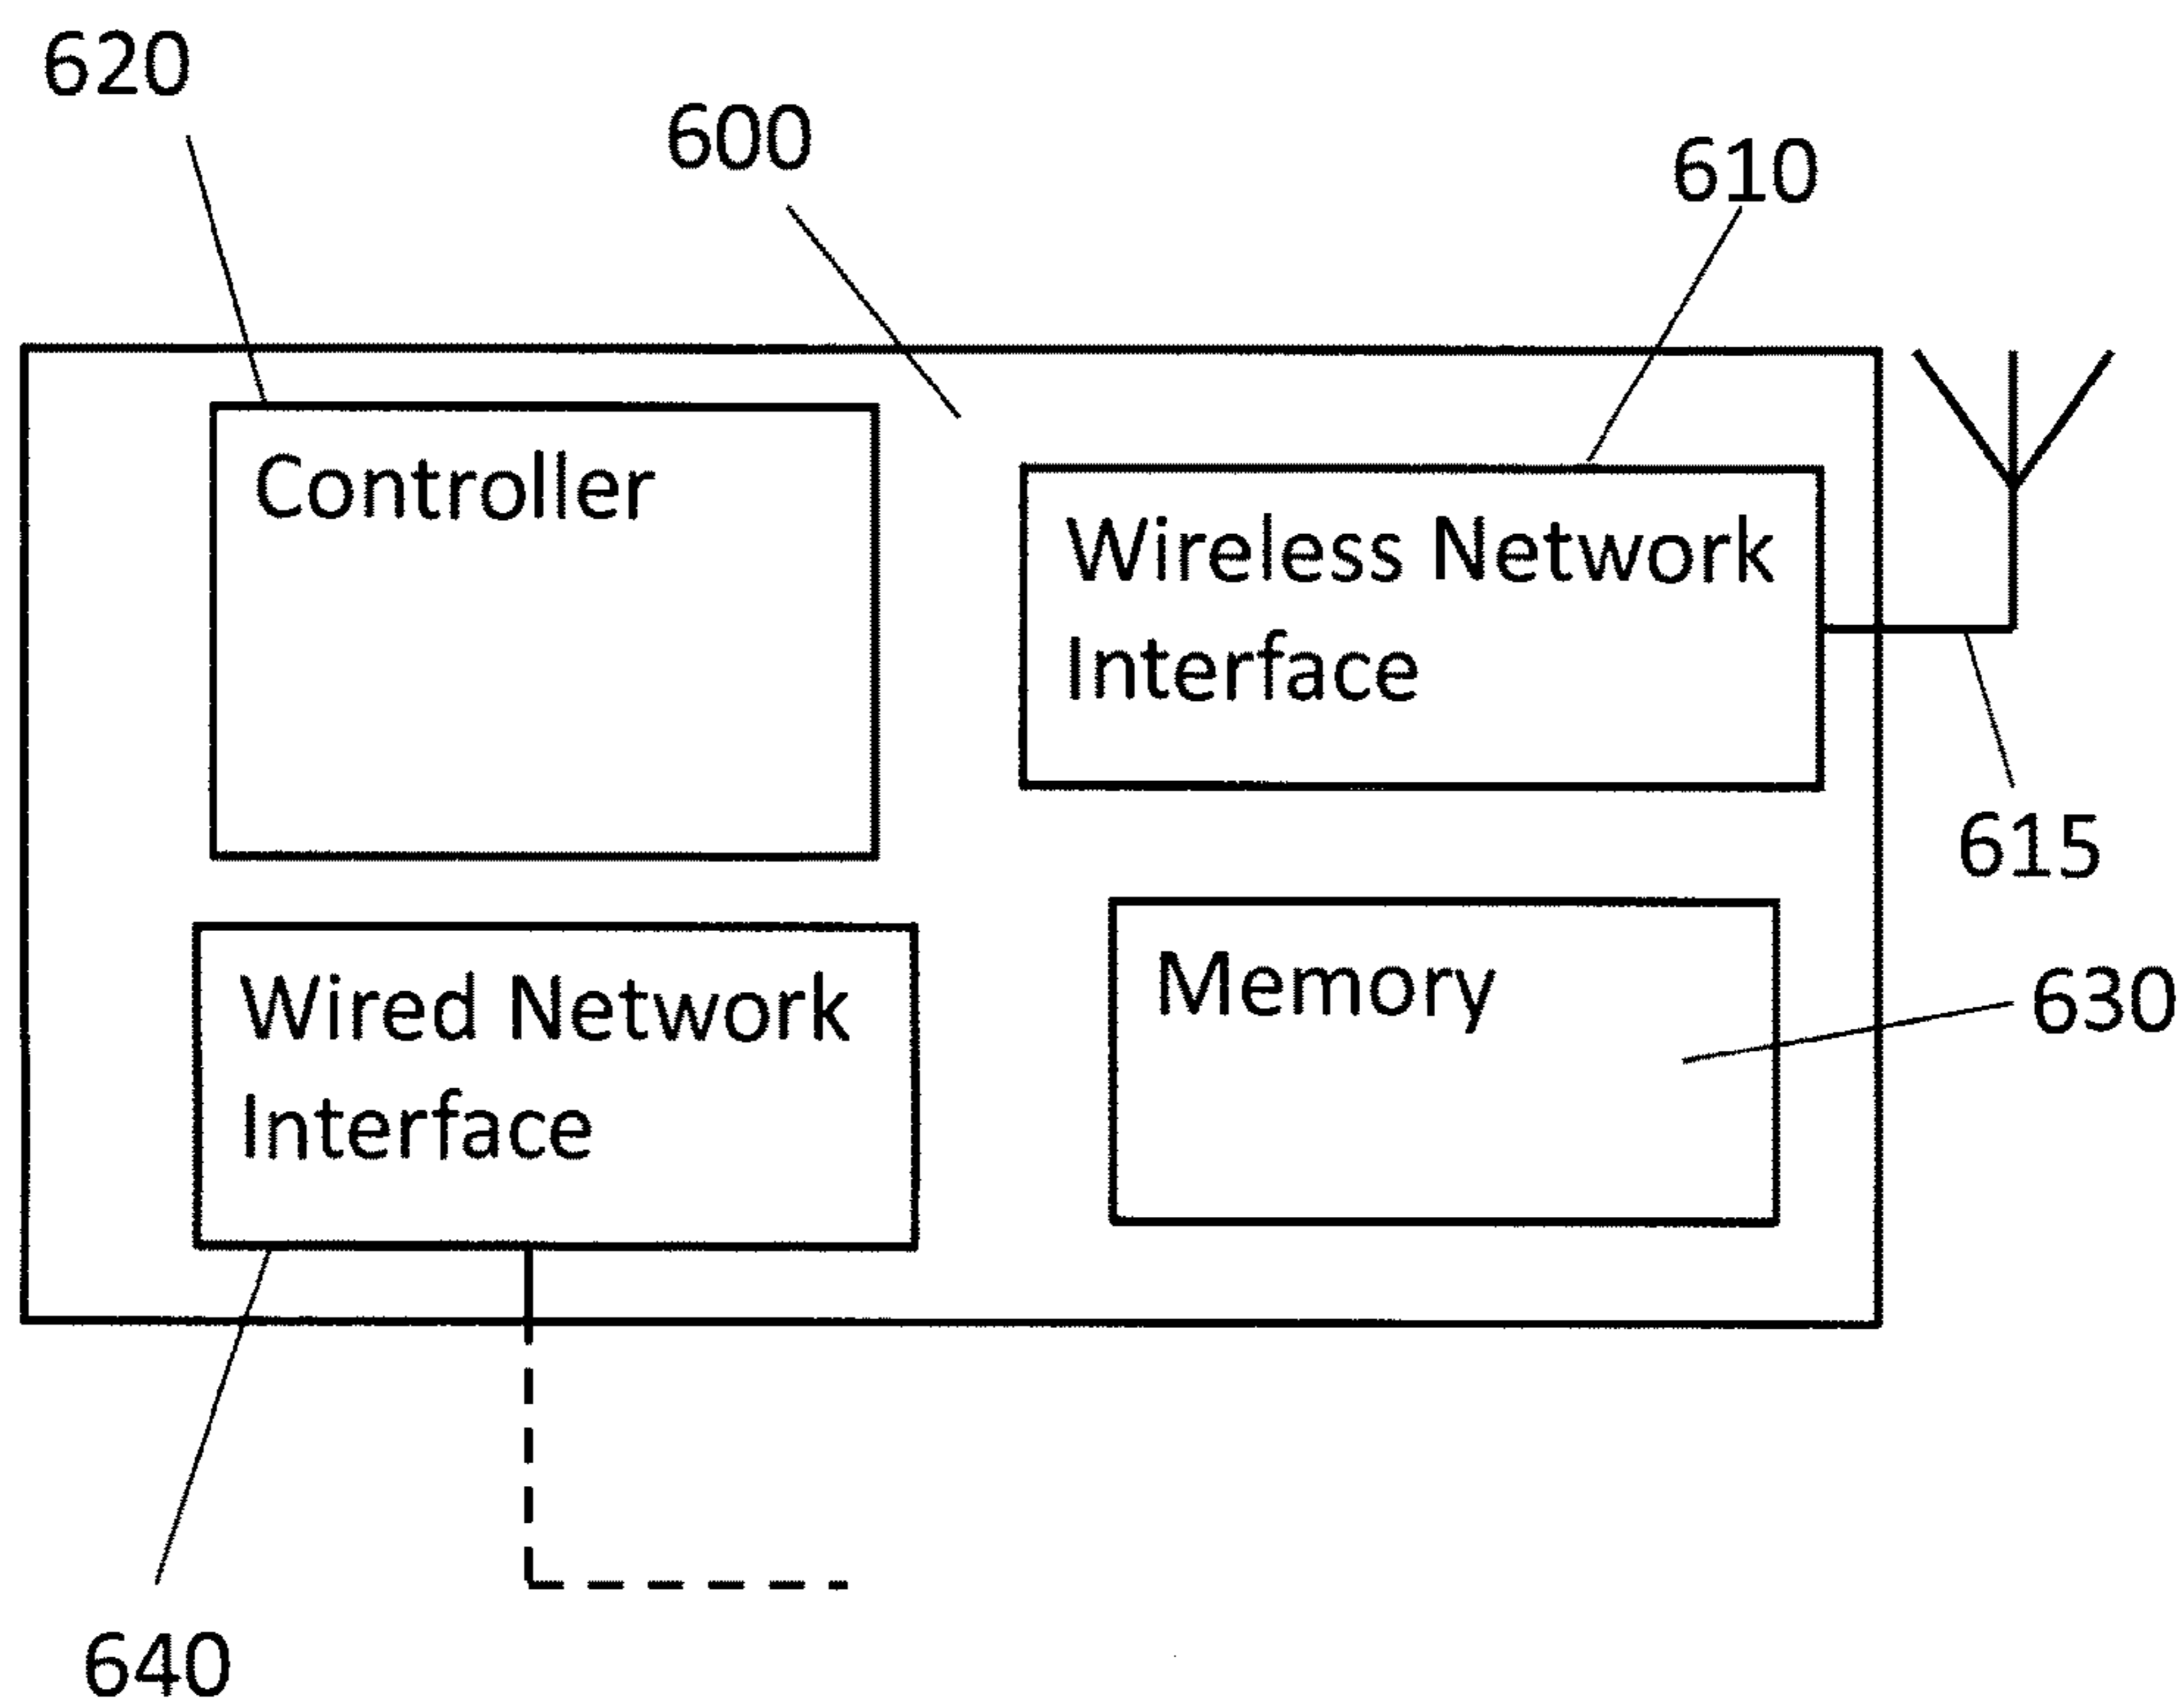 620
600
610
Controller
Wireless Network
Interface
615
Wired Network
Interface
Memory
630
640